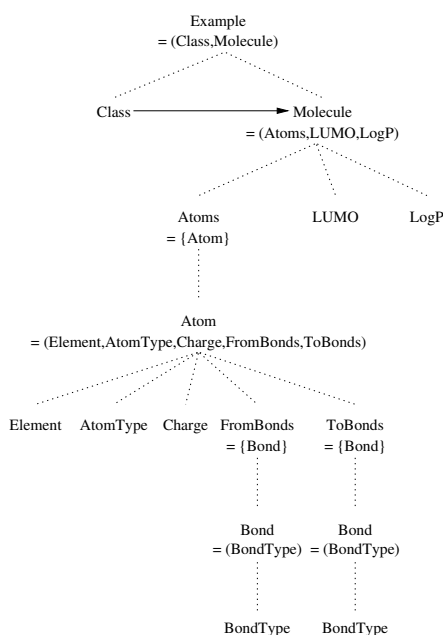 Example
= (Class,Molecule)
Class
Molecule
= (Atoms,LUMO,LogP)
Atoms
= {Atom}
LUMO
LogP
Atom
= (Element,AtomType,Charge,FromBonds,ToBonds)
Element
AtomType
Charge
FromBonds
= {Bond}
ToBonds
= {Bond}
Bond
= (BondType)
Bond
= (BondType)
BondType
BondType